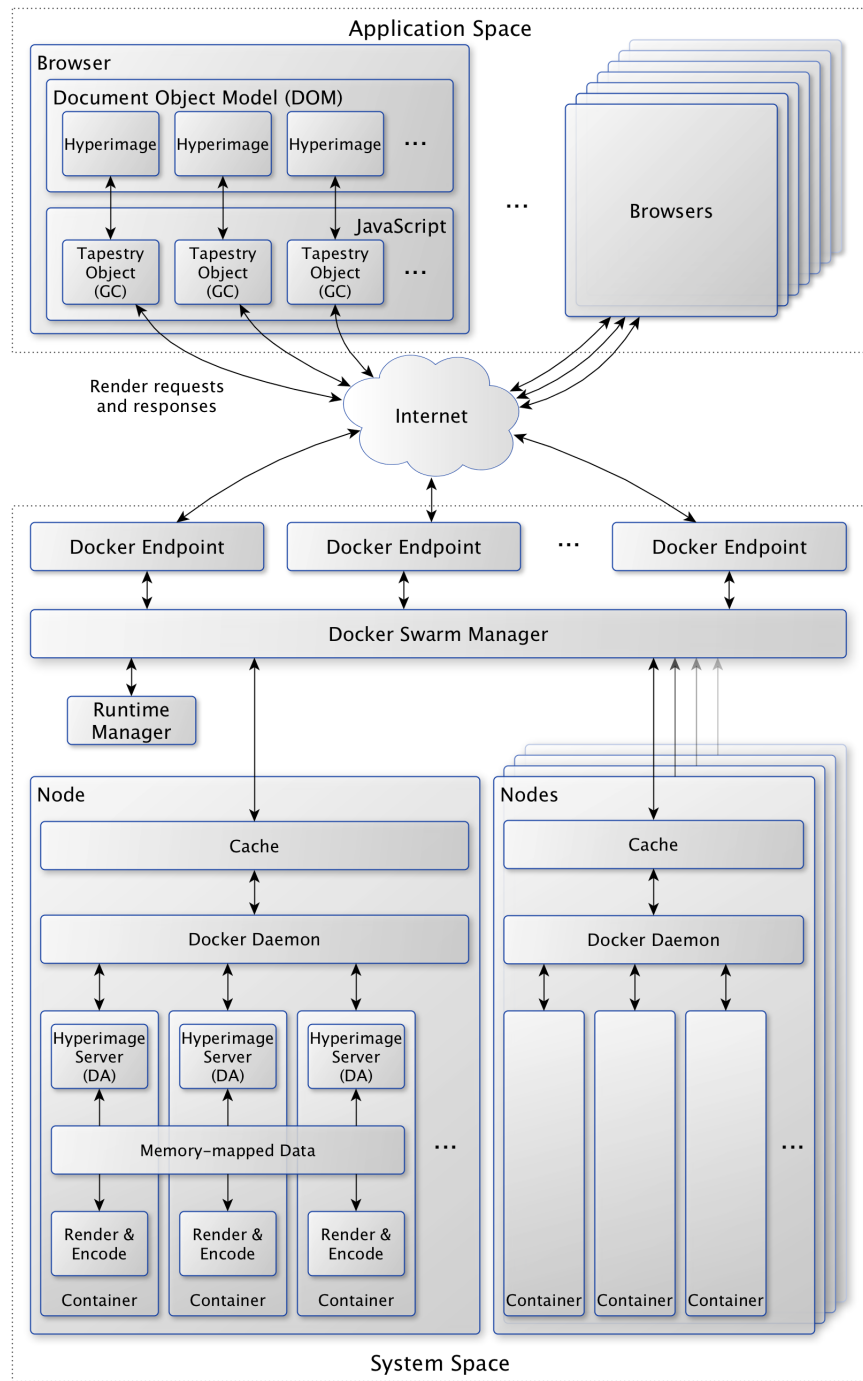 Application Space
Browser
Document Object Model (DOM)
Hyperimage
Hyperimage
Hyperimage
...
JavaScript
Tapestry
Object
(GC)
Tapestry
Object
(GC)
Tapestry
Object
(GC)
...
...
Browsers
Render requests
and responses
Internet
Docker Endpoint
Docker Endpoint
...
Docker Endpoint
Docker Swarm Manager
Runtime
Manager
Node
Cache
Docker Daemon
Hyperimage
Server
(DA)
Hyperimage
Server
(DA)
Hyperimage
Server
(DA)
Memory-mapped Data
...
Render &
Encode
Render &
Encode
Render &
Encode
Container
Container
Container
Nodes
Cache
Docker Daemon
...
Container
Container
Container
System Space